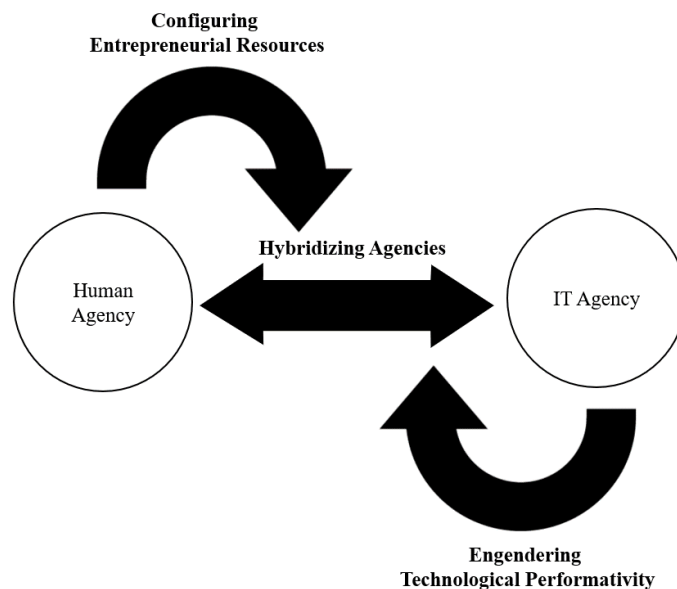 Configuring
Entrepreneurial Resources
Hybridizing Agencies
Human
Agency
IT Agency
Engendering
Technological Performativity